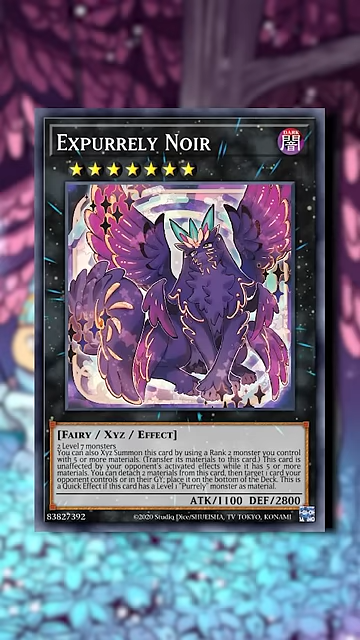 EXPURRELY NOIR
DARK
闇
[FAIRY / XYZ / EFFECT]
2 Level 7 monsters
You can also Xyz Summon this card by using a Rank 2 monster you control
with 5 or more materials. (Transfer its materials to this card.) This card is
unaffected by your opponent's activated effects while it has 5 or more
materials. You can detach 2 materials from this card, then target 1 card your
opponent controls or in their GY; place it on the bottom of the Deck. This is
a Quick Effect if this card has a Level 1 "Purrely" monster as material.
ATK/1100 DEF/2800
83827392
©2020 Studio Dice/SHUEISHA, TV TOKYO, KONAMI